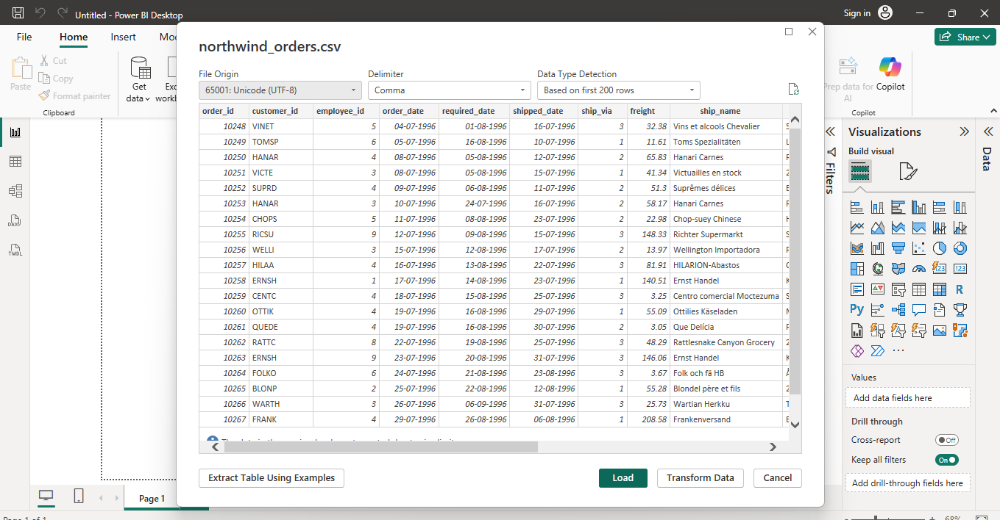 Untitled - Power BI Desktop
Sign in
File Home Insert Mo
Share
northwind_orders.csv
Paste
Cut
Copy
Format painter
Clipboard
Get data
Exc
workb
Prep data for AI
Copilot
Copilot
File Origin Delimiter Data Type Detection
65001: Unicode (UTF-8) Comma Based on first 200 rows
order_id customer_id employee_id order_date required_date shipped_date ship_via freight ship_name
10248 VINET 5 04-07-1996 01-08-1996 16-07-1996 3 32.38 Vins et alcools Chevalier 5
10249 TOMSP 6 05-07-1996 16-08-1996 10-07-1996 1 11.61 Toms Spezialitäten L
10250 HANAR 4 08-07-1996 05-08-1996 12-07-1996 2 65.83 Hanari Carnes
10251 VICTE 3 08-07-1996 05-08-1996 15-07-1996 1 41.34 Victuailles en stock 2
10252 SUPRD 4 09-07-1996 06-08-1996 11-07-1996 2 51.3 Suprêmes délices
10253 HANAR 3 10-07-1996 24-07-1996 16-07-1996 2 58.17 Hanari Carnes
10254 CHOPS 5 11-07-1996 08-08-1996 23-07-1996 2 22.98 Chop-suey Chinese
10255 RICSU 9 12-07-1996 09-08-1996 15-07-1996 3 148.33 Richter Supermarkt
10256 WELLI 3 15-07-1996 12-08-1996 17-07-1996 2 13.97 Wellington Importadora
10257 HILAA 4 16-07-1996 13-08-1996 22-07-1996 3 81.91 HILARION-Abastos
10258 ERNSH 1 17-07-1996 14-08-1996 23-07-1996 1 140.51 Ernst Handel
10259 CENTC 4 18-07-1996 15-08-1996 25-07-1996 3 3.25 Centro comercial Moctezuma
10260 OTTIK 4 19-07-1996 16-08-1996 29-07-1996 1 55.09 Ottilies Käseladen
10261 QUEDE 4 19-07-1996 16-08-1996 30-07-1996 2 3.05 Que Delícia
10262 RATTC 8 22-07-1996 19-08-1996 25-07-1996 3 48.29 Rattlesnake Canyon Grocery 2
10263 ERNSH 9 23-07-1996 20-08-1996 31-07-1996 3 146.06 Ernst Handel
10264 FOLKO 6 24-07-1996 21-08-1996 23-08-1996 3 3.67 Folk och fä HB
10265 BLONP 2 25-07-1996 22-08-1996 12-08-1996 1 55.28 Blondel père et fils 2
10266 WARTH 3 26-07-1996 06-09-1996 31-07-1996 3 25.73 Wartian Herkku
10267 FRANK 4 29-07-1996 26-08-1996 06-08-1996 1 208.58 Frankenversand
Extract Table Using Examples Load Transform Data Cancel
DAX
TMDL
Page 1
Filters
Visualizations
Build visual
123
123
R
Py
Values
Add data fields here
Drill through
Cross-report Off
Keep all filters On
Add drill-through fields here
Data
Page 1 of 1
68%